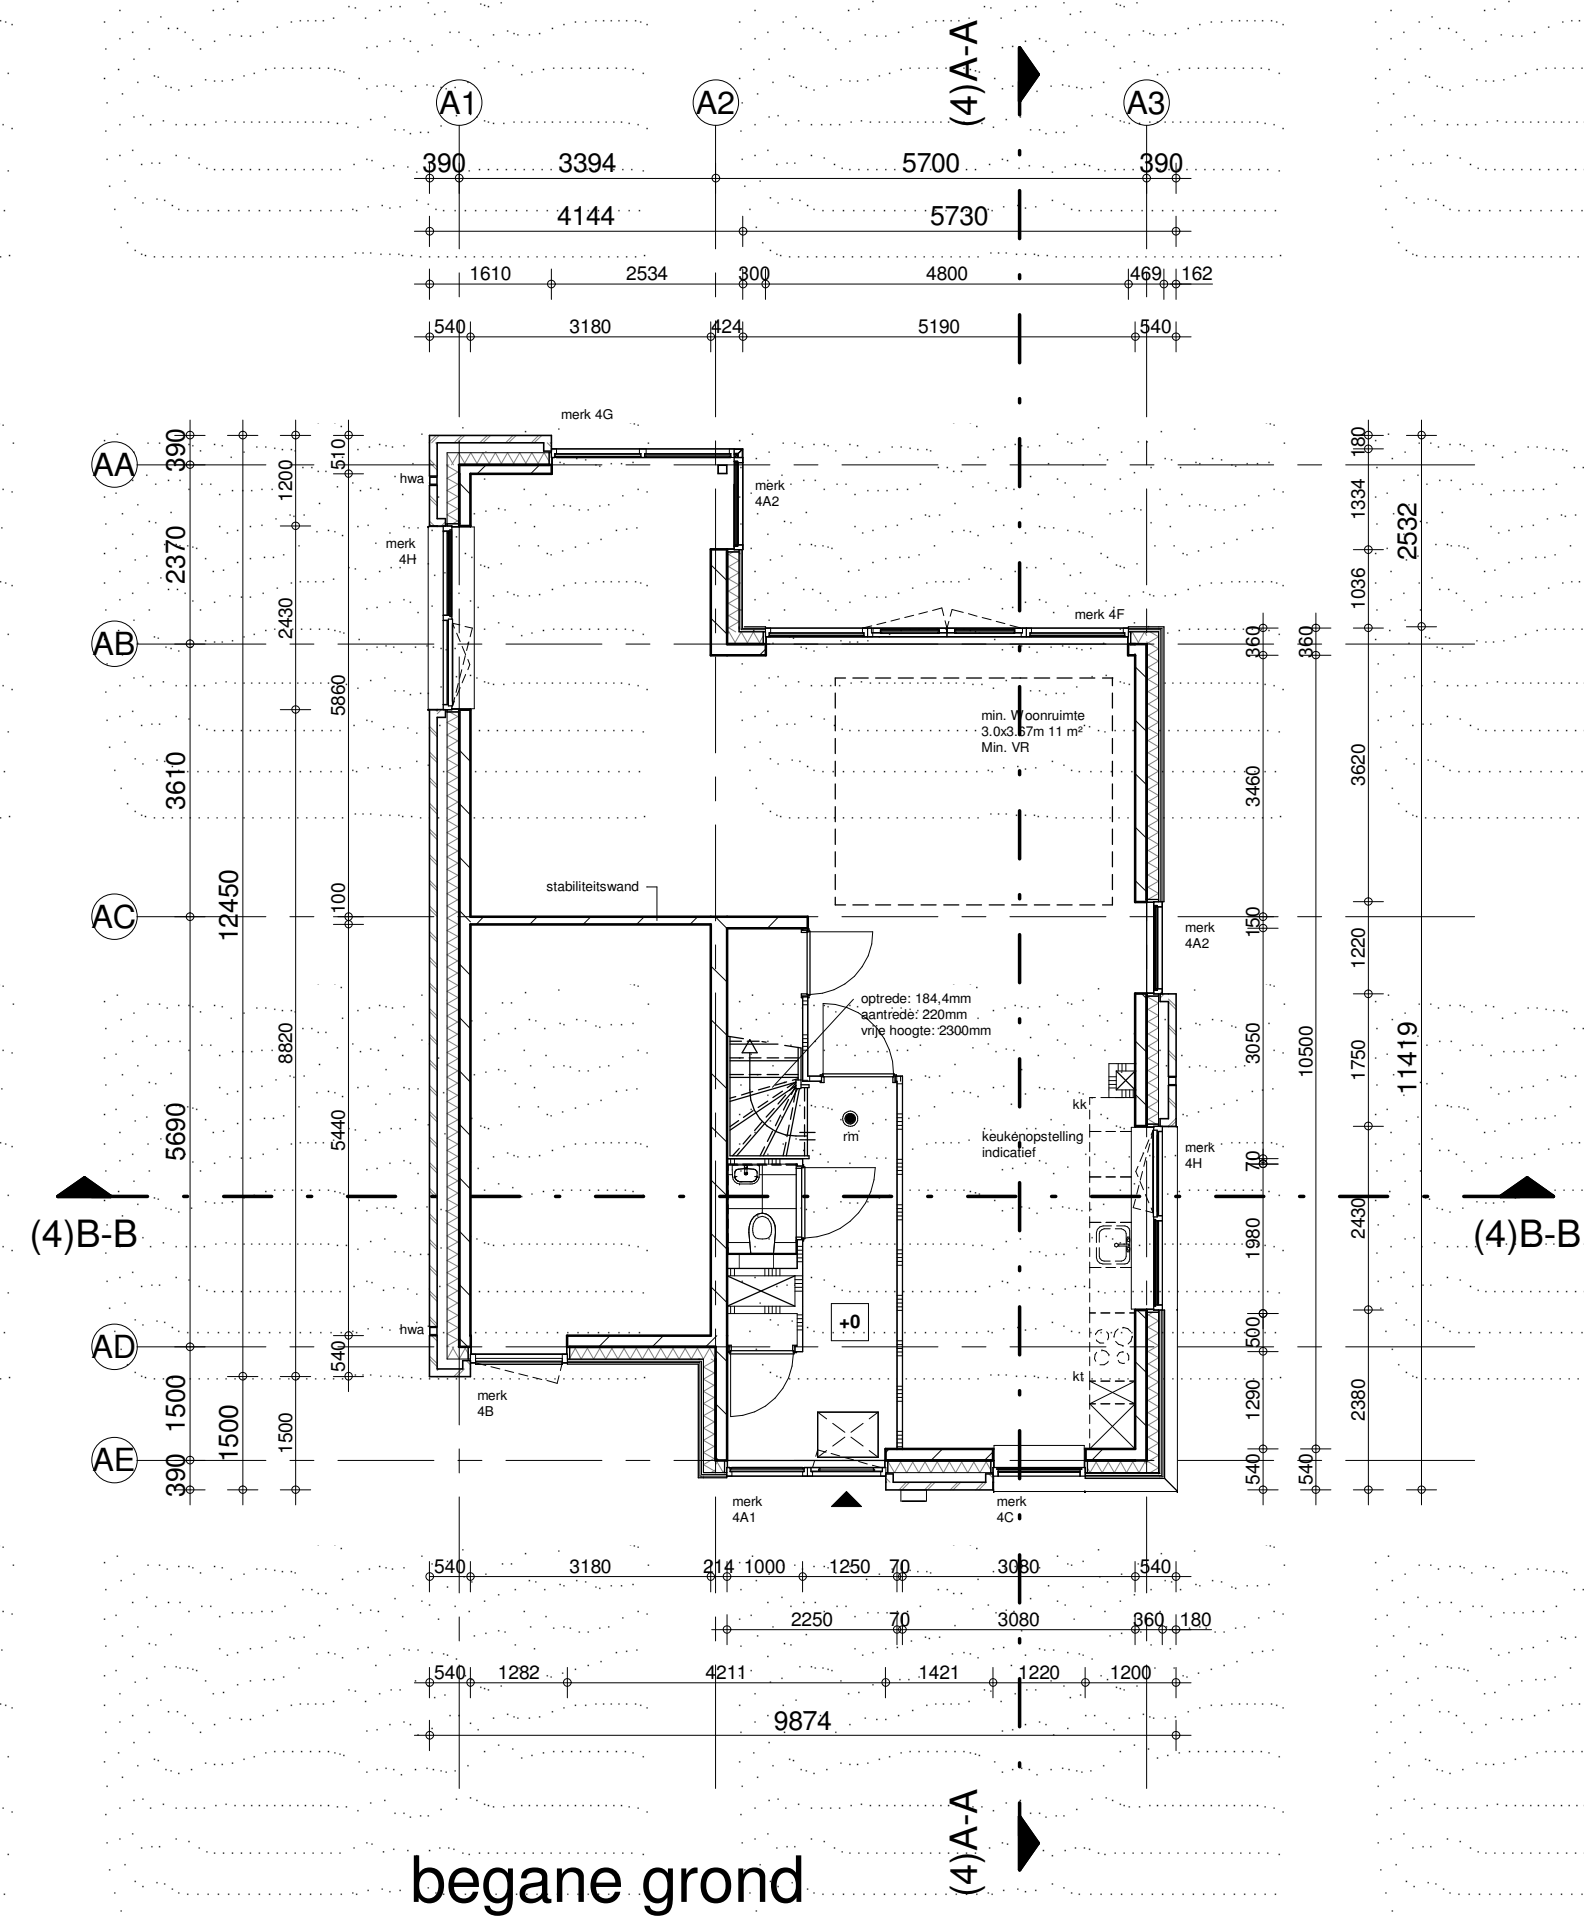 (4)A-A
A1
A2
A3
390
3394
5700
390
4144
5730
1610
2534
300
4800
469
162
540
3180
424
5190
540
merk 4G
AA
AB
AC
AD
AE
390
2370
3610
5690
1500
390
12450
1500
1200
2430
8820
1500
510
5860
100
5440
540
hwa
merk
4H
merk
4A2
merk 4F
min. Woonruimte
3.0x3.67m 11 m²
Min. VR
stabiliteitswand
merk
4A2
optrede: 184,4mm
aantrede: 220mm
vrije hoogte: 2300mm
kk
rm
keukenopstelling
indicatief
merk
4H
(4)B-B
(4)B-B
+0
hwa
kt
merk
4B
merk
4A1
merk
4C
360
3460
150
3050
70
1980
500
1290
540
360
10500
540
180
1334
1036
3620
1220
1750
2430
2380
2532
11419
540
3180
214
1000
1250
70
3080
540
2250
70
3080
360
180
540
1282
4211
1421
1220
1200
9874
(4)A-A
begane grond